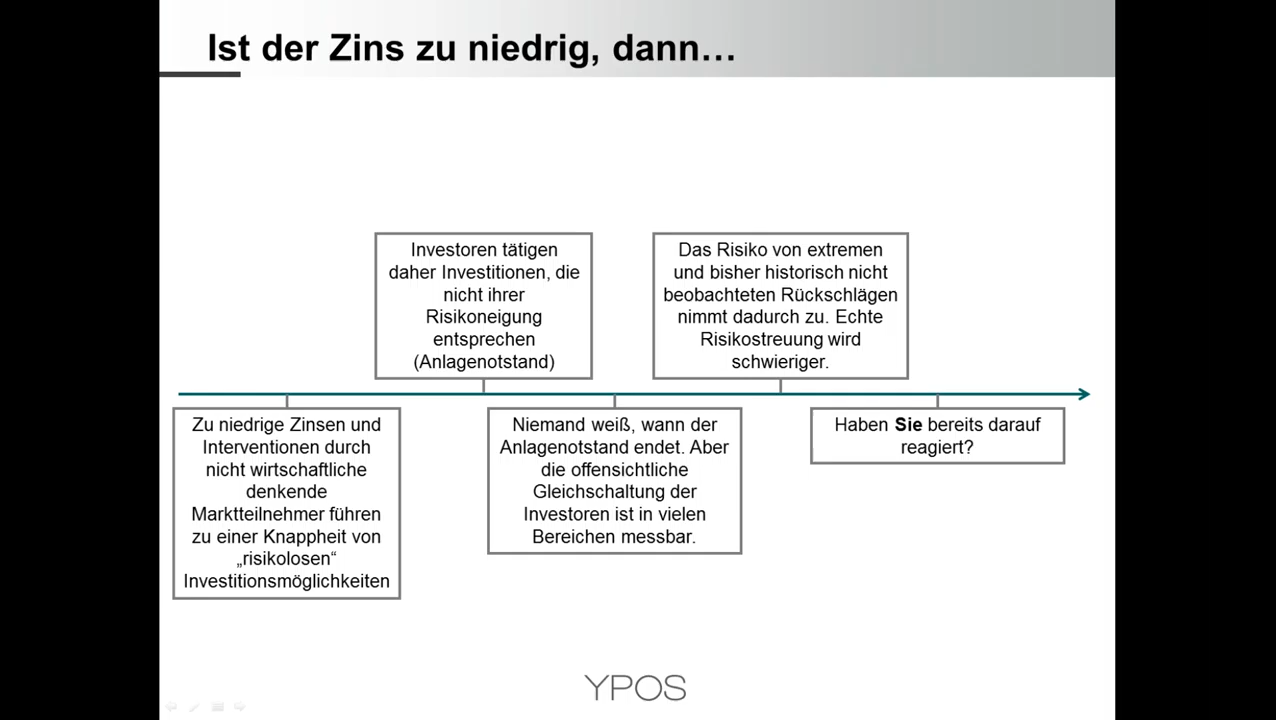 Ist der Zins zu niedrig, dann…
Zu niedrige Zinsen und
Interventionen durch
nicht wirtschaftliche
denkende
Marktteilnehmer führen
zu einer Knappheit von
„risikolosen“
Investitionsmöglichkeiten
Investoren tätigen
daher Investitionen, die
nicht ihrer
Risikoneigung
entsprechen
(Anlagenotstand)
Niemand weiß, wann der
Anlagenotstand endet. Aber
die offensichtliche
Gleichschaltung der
Investoren ist in vielen
Bereichen messbar.
Das Risiko von extremen
und bisher historisch nicht
beobachteten Rückschlägen
nimmt dadurch zu. Echte
Risikostreuung wird
schwieriger.
Haben Sie bereits darauf
reagiert?
YPOS